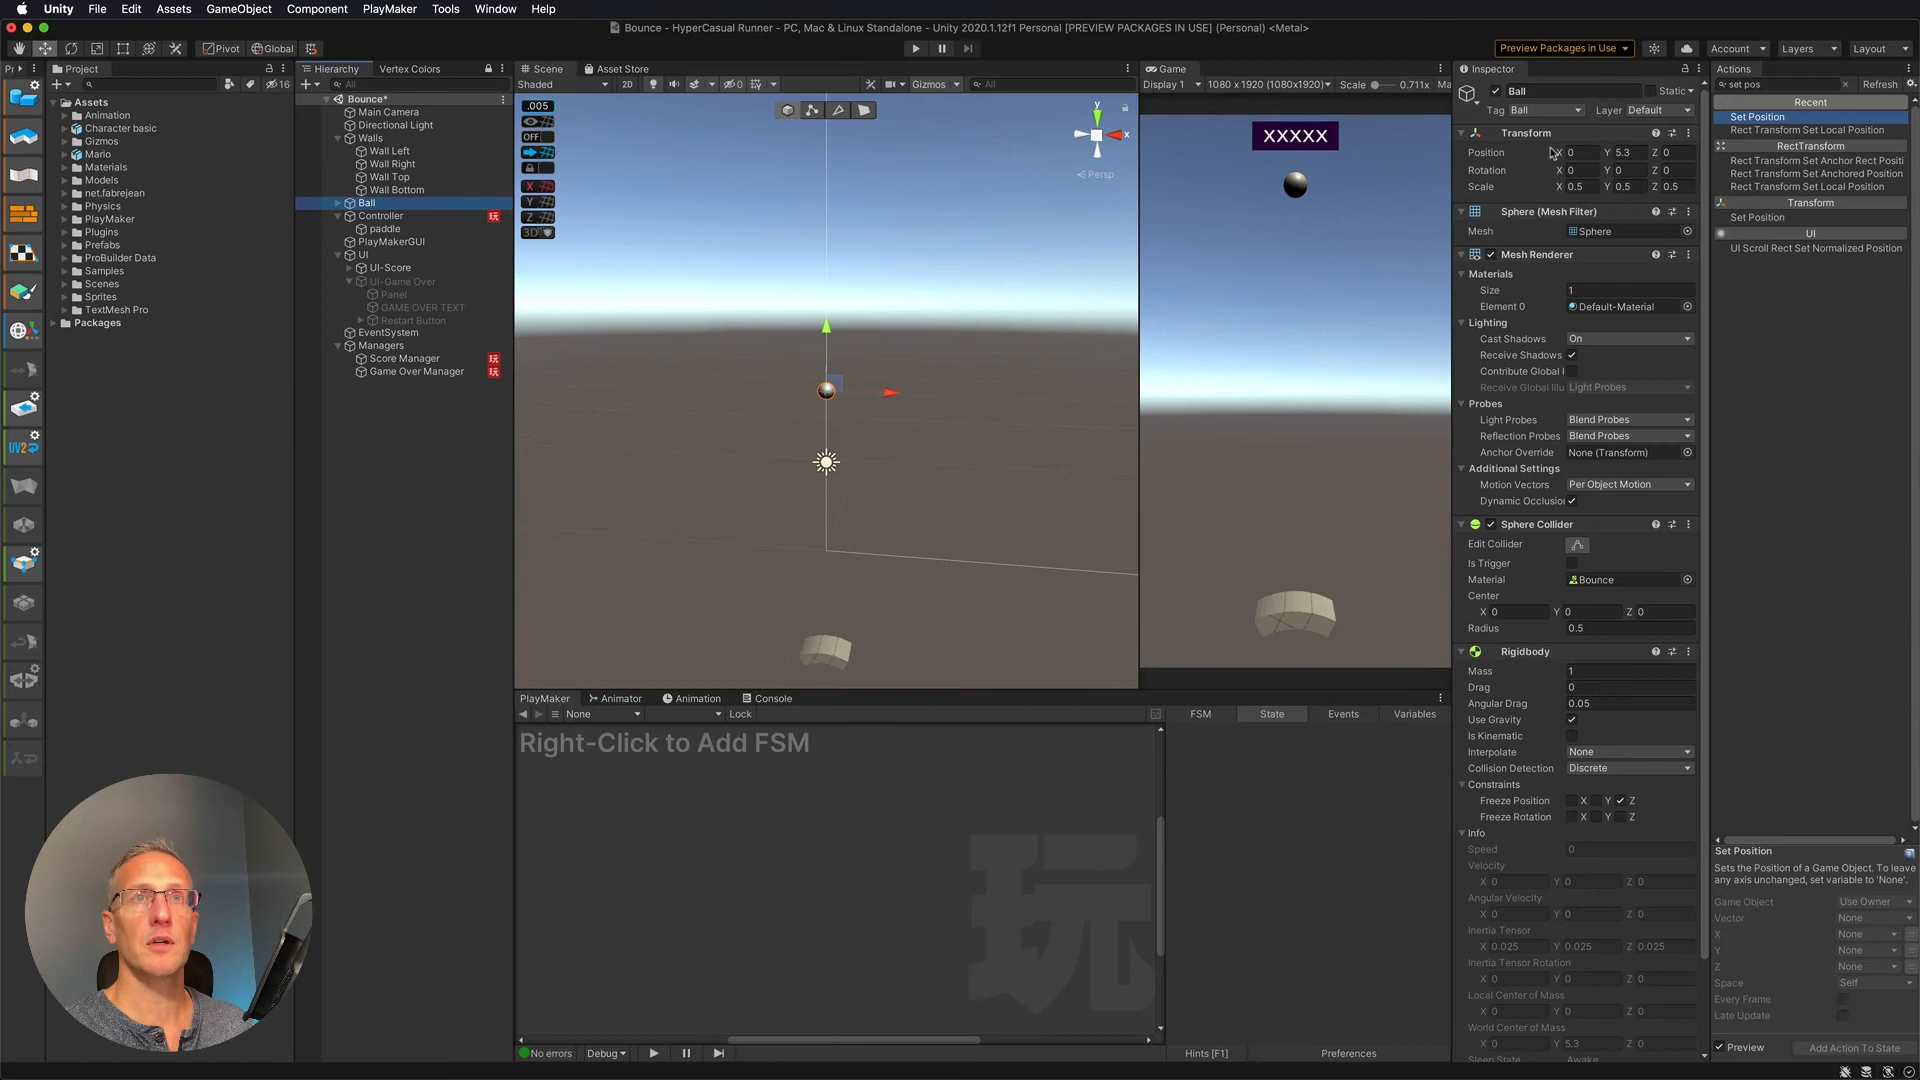 Unity File Edit Assets GameObject Component PlayMaker Tools Window Help
Bounce - HyperCasual Runner - PC, Mac & Linux Standalone - Unity 2020.1.12f1 Personal [PREVIEW PACKAGES IN USE] (Personal) <Metal>
Pivot Global Preview Packages in Use Account Layers Layout
Pr Project Hierarchy Vertex Colors Scene Asset Store Game Inspector Actions
All Shaded 2D 0 Gizmos All Display 1 1080 x 1920 (1080x1920) Scale 0.711x Ma
16
set pos Refresh
Assets
Animation
Character basic
Gizmos
Mario
Materials
Models
net.fabrejean
Physics
PlayMaker
Plugins
Prefabs
ProBuilder Data
Samples
Scenes
Sprites
TextMesh Pro
Packages
UV2
Bounce*
Main Camera
Directional Light
Walls
Wall Left
Wall Right
Wall Top
Wall Bottom
Ball
Controller 玩
paddle
PlayMakerGUI
UI
UI-Score
UI-Game Over
Panel
GAME OVER TEXT
Restart Button
EventSystem
Managers
Score Manager 玩
Game Over Manager 玩
.005
OFF
X
Y
Z
3D
y
x
Persp
XXXXX
Ball Static
Tag Ball Layer Default
Transform
Position X 0 Y 5.3 Z 0
Rotation X 0 Y 0 Z 0
Scale X 0.5 Y 0.5 Z 0.5
Sphere (Mesh Filter)
Mesh Sphere
Mesh Renderer
Materials
Size 1
Element 0 Default-Material
Lighting
Cast Shadows On
Receive Shadows
Contribute Global I
Receive Global Illu Light Probes
Probes
Light Probes Blend Probes
Reflection Probes Blend Probes
Anchor Override None (Transform)
Additional Settings
Motion Vectors Per Object Motion
Dynamic Occlusion
Sphere Collider
Edit Collider
Is Trigger
Material Bounce
Center
X 0 Y 0 Z 0
Radius 0.5
Rigidbody
Mass 1
Drag 0
Angular Drag 0.05
Use Gravity
Is Kinematic
Interpolate None
Collision Detection Discrete
Constraints
Freeze Position X Y Z
Freeze Rotation X Y Z
Info
Speed 0
Velocity
X 0 Y 0 Z 0
Angular Velocity
X 0 Y 0 Z 0
Inertia Tensor
X 0.025 Y 0.025 Z 0.025
Inertia Tensor Rotation
X 0 Y 0 Z 0
Local Center of Mass
X 0 Y 0 Z 0
World Center of Mass
X 0 Y 5.3 Z 0
Sleep State Awake
Recent
Set Position
Rect Transform Set Local Position
RectTransform
Rect Transform Set Anchor Rect Positi
Rect Transform Set Anchored Position
Rect Transform Set Local Position
Transform
Set Position
UI
UI Scroll Rect Set Normalized Position
Set Position
Sets the Position of a Game Object. To leave
any axis unchanged, set variable to 'None'.
Game Object Use Owner
Vector None
X None
Y None
Z None
Space Self
Every Frame
Late Update
Preview Add Action To State
PlayMaker Animator Animation Console
None Lock FSM State Events Variables
Right-Click to Add FSM
玩
No errors Debug Hints [F1] Preferences